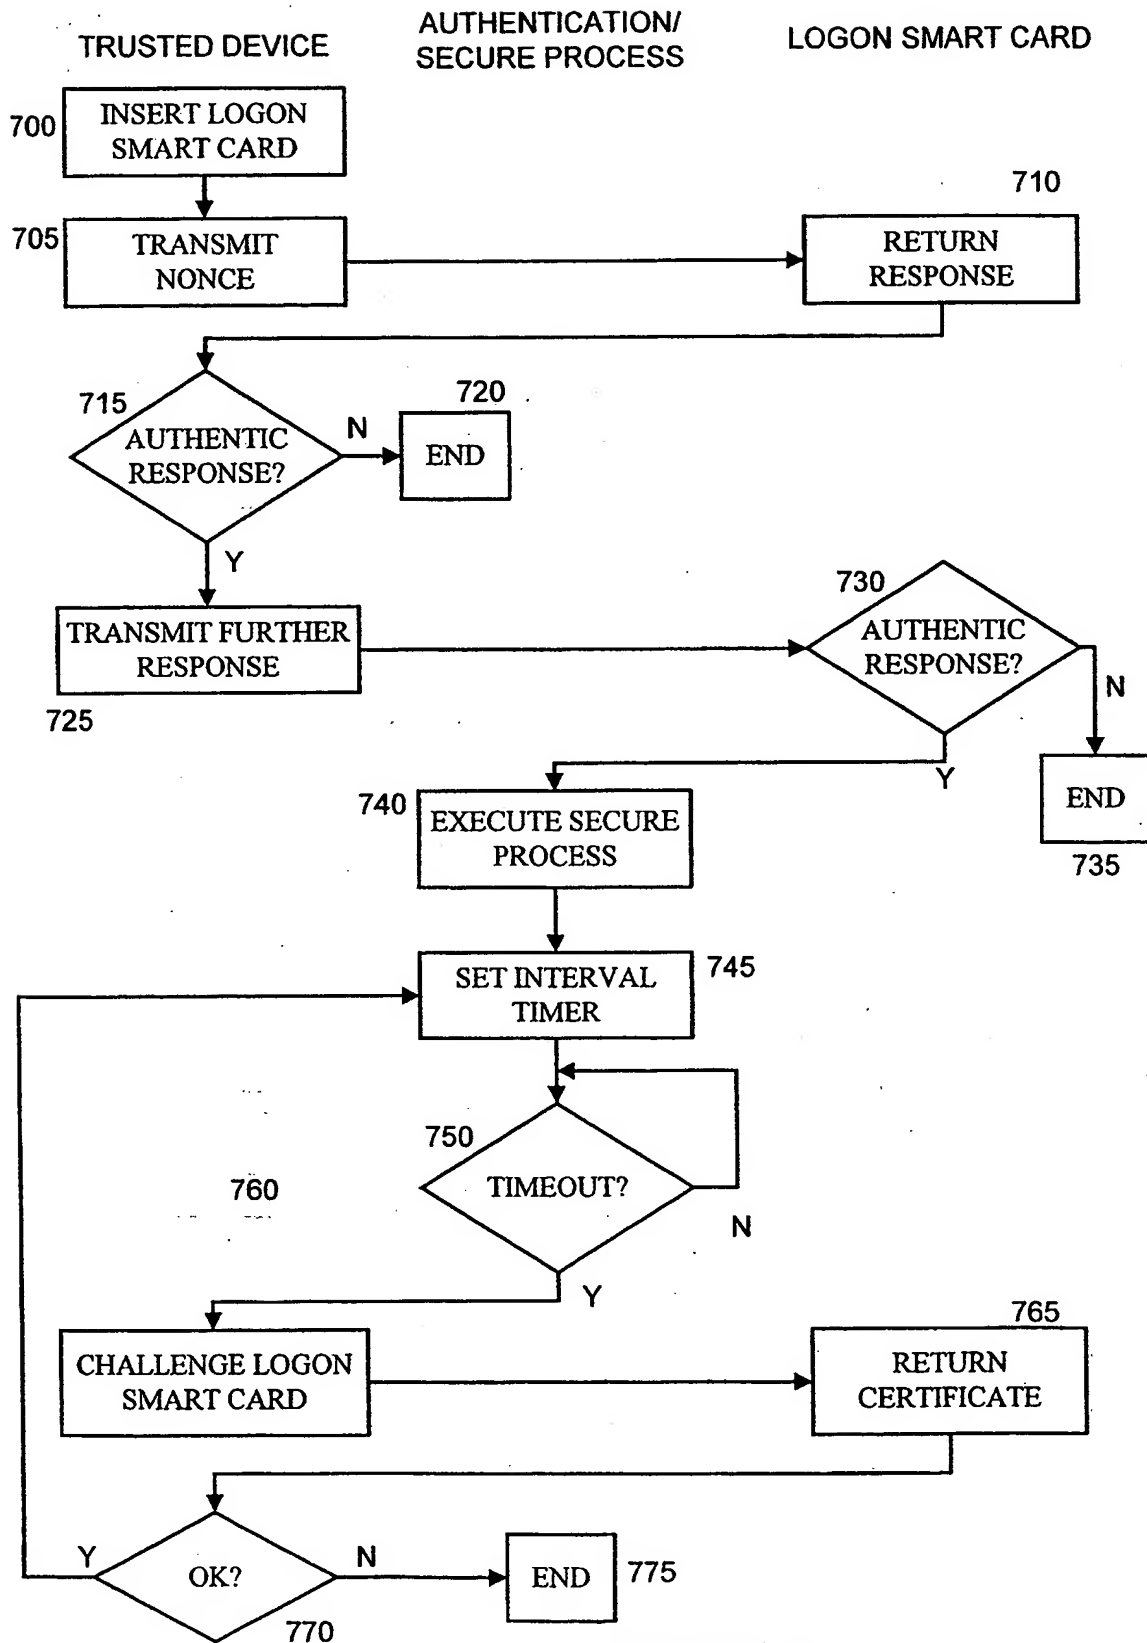 TRUSTED DEVICE
AUTHENTICATION/
SECURE PROCESS
LOGON SMART CARD
700
INSERT LOGON
SMART CARD
705
TRANSMIT
NONCE
710
RETURN
RESPONSE
715
AUTHENTIC
RESPONSE?
N
720
END
Y
TRANSMIT FURTHER
RESPONSE
725
730
AUTHENTIC
RESPONSE?
N
Y
END
735
740
EXECUTE SECURE
PROCESS
SET INTERVAL
TIMER
745
750
TIMEOUT?
N
760
Y
CHALLENGE LOGON
SMART CARD
765
RETURN
CERTIFICATE
Y
OK?
N
770
END
775